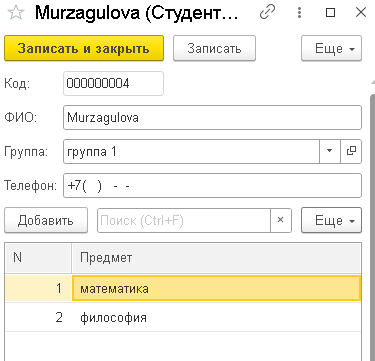 Murzagulova (Студент...
Записать и закрыть Записать Еще
Код: 000000004
ФИО: Murzagulova
Группа: группа 1
Телефон: +7( ) - -
Добавить Поиск (Ctrl+F) × Еще
N Предмет
1 математика
2 философия